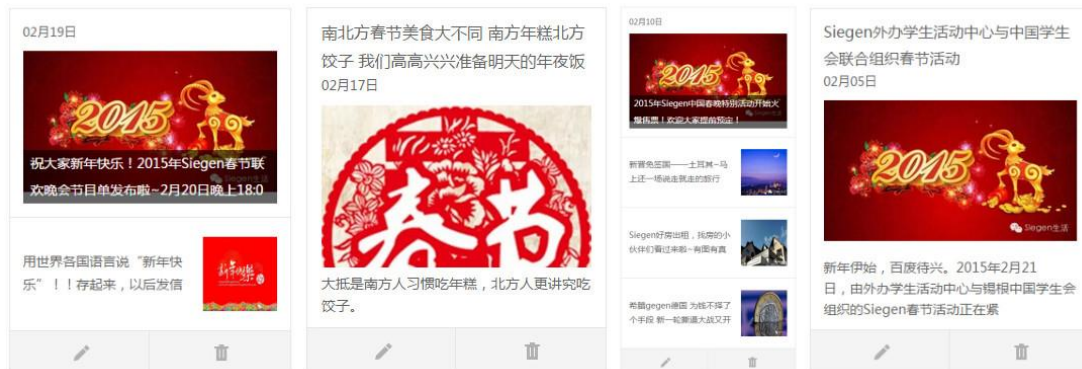 02月19日
2015
祝大家新年快乐！2015年Siegen春节联
欢晚会节目单发布啦~2月20日晚上18:0
用世界各国语言说“新年快
乐”！！存起来，以后发信
新年快乐
南北方春节美食大不同 南方年糕北方
饺子 我们高高兴兴准备明天的年夜饭
02月17日
春节
大抵是南方人习惯吃年糕，北方人更讲究吃
饺子。
02月10日
2015
2015年Siegen中国春晚特别活动开始火
爆售票！欢迎大家提前预定！
新晋免签国——土耳其~马
上还一场说走就走的旅行
Siegen好房出租，找房的小
伙伴们看过来啦~有图有真
希腊gegen德国 为钱不择了
个手段 新一轮撕逼大战又开
Siegen外办学生活动中心与中国学生
会联合组织春节活动
02月05日
2015
Siegen生活
新年伊始，百废待兴。2015年2月21
日，由外办学生活动中心与锡根中国学生会
组织的Siegen春节活动正在紧